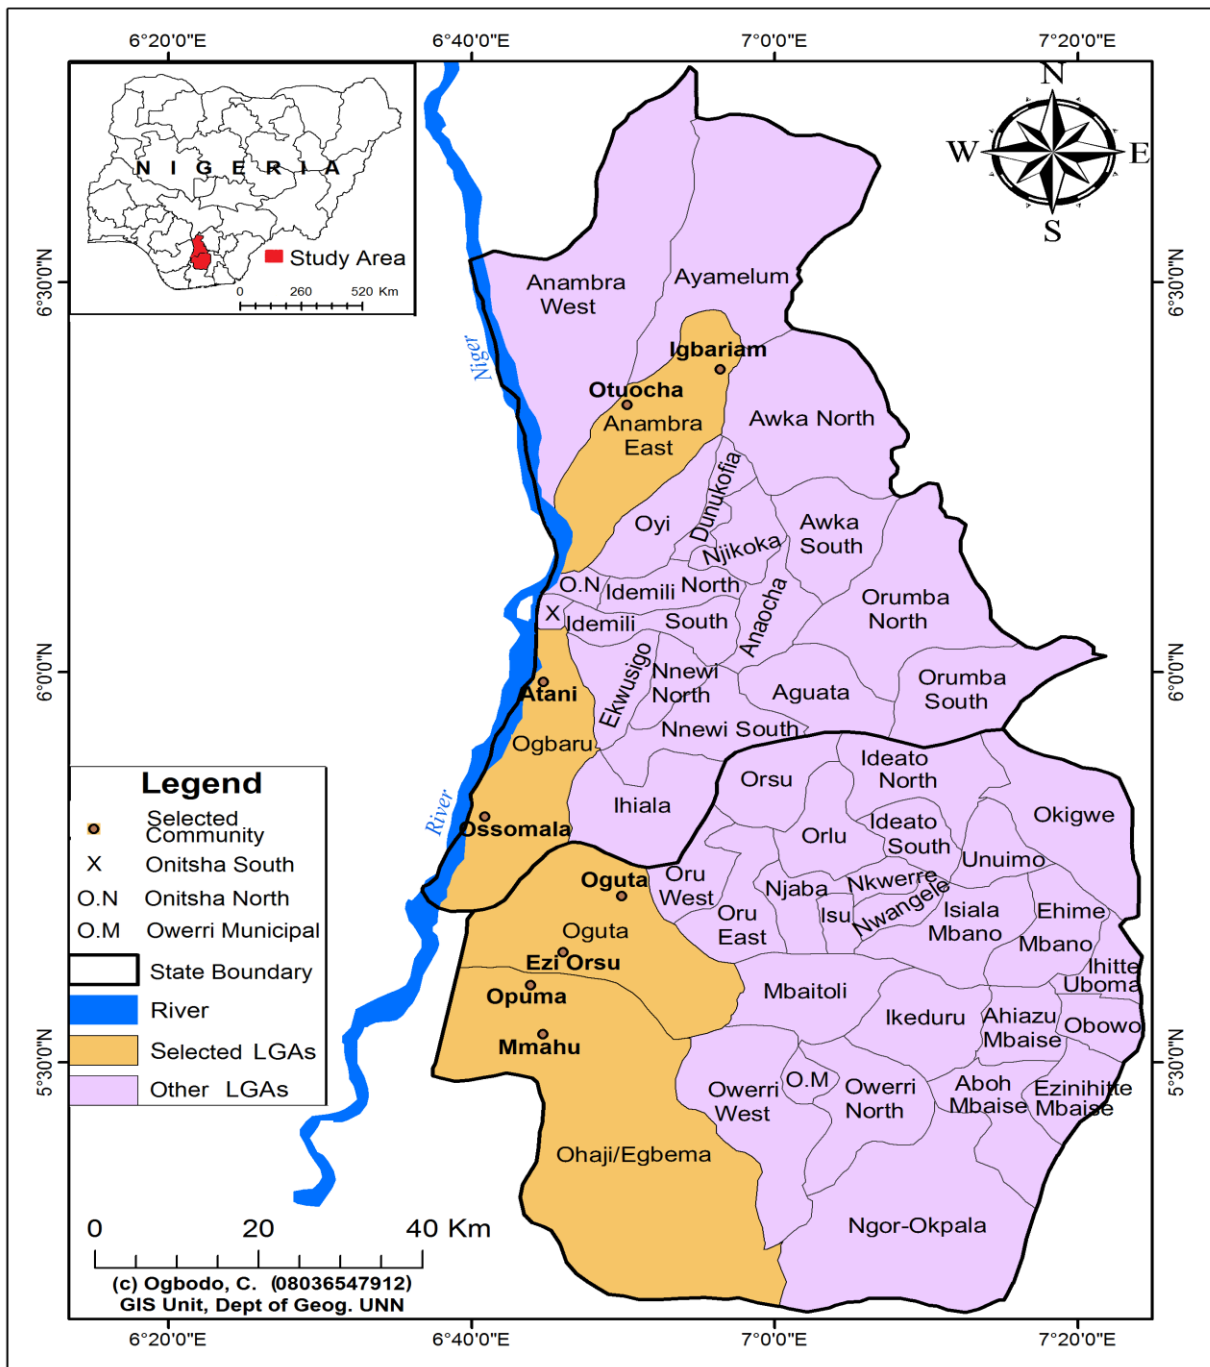 6°20'0"E
6°40'0"E
7°0'0"E
7°20'0"E
N
W
E
S
NIGERIA
Study Area
0 260 520 Km
6°30'0"N
6°30'0"N
6°0'0"N
6°0'0"N
5°30'0"N
5°30'0"N
Niger
River
Anambra
West
Ayamelum
Igbariam
Otuocha
Anambra
East
Awka North
Dunukofia
Oyi
Awka
South
Njikoka
O.N
Idemili North
X
Idemili South
Anaocha
Orumba
North
Atani
Ekwusigo
Nnewi
North
Aguata
Orumba
South
Nnewi South
Ogbaru
Ihiala
Ossomala
Orsu
Ideato
North
Okigwe
Orlu
Ideato
South
Unuimo
Oguta
Oru
West
Njaba
Nkwerre
Isu
Nwangele
Isiala
Mbano
Ehime
Mbano
Oru
East
Oguta
Ezi Orsu
Ihitte
Uboma
Opuma
Mbaitoli
Ikeduru
Ahiazu
Mbaise
Obowo
Mmahu
Owerri
West
O.M
Owerri
North
Aboh
Mbaise
Ezinihitte
Mbaise
Ohaji/Egbema
Ngor-Okpala
Legend
Selected
Community
X Onitsha South
O.N Onitsha North
O.M Owerri Municipal
State Boundary
River
Selected LGAs
Other LGAs
0 20 40 Km
(c) Ogbodo, C. (08036547912)
GIS Unit, Dept of Geog. UNN
6°20'0"E
6°40'0"E
7°0'0"E
7°20'0"E